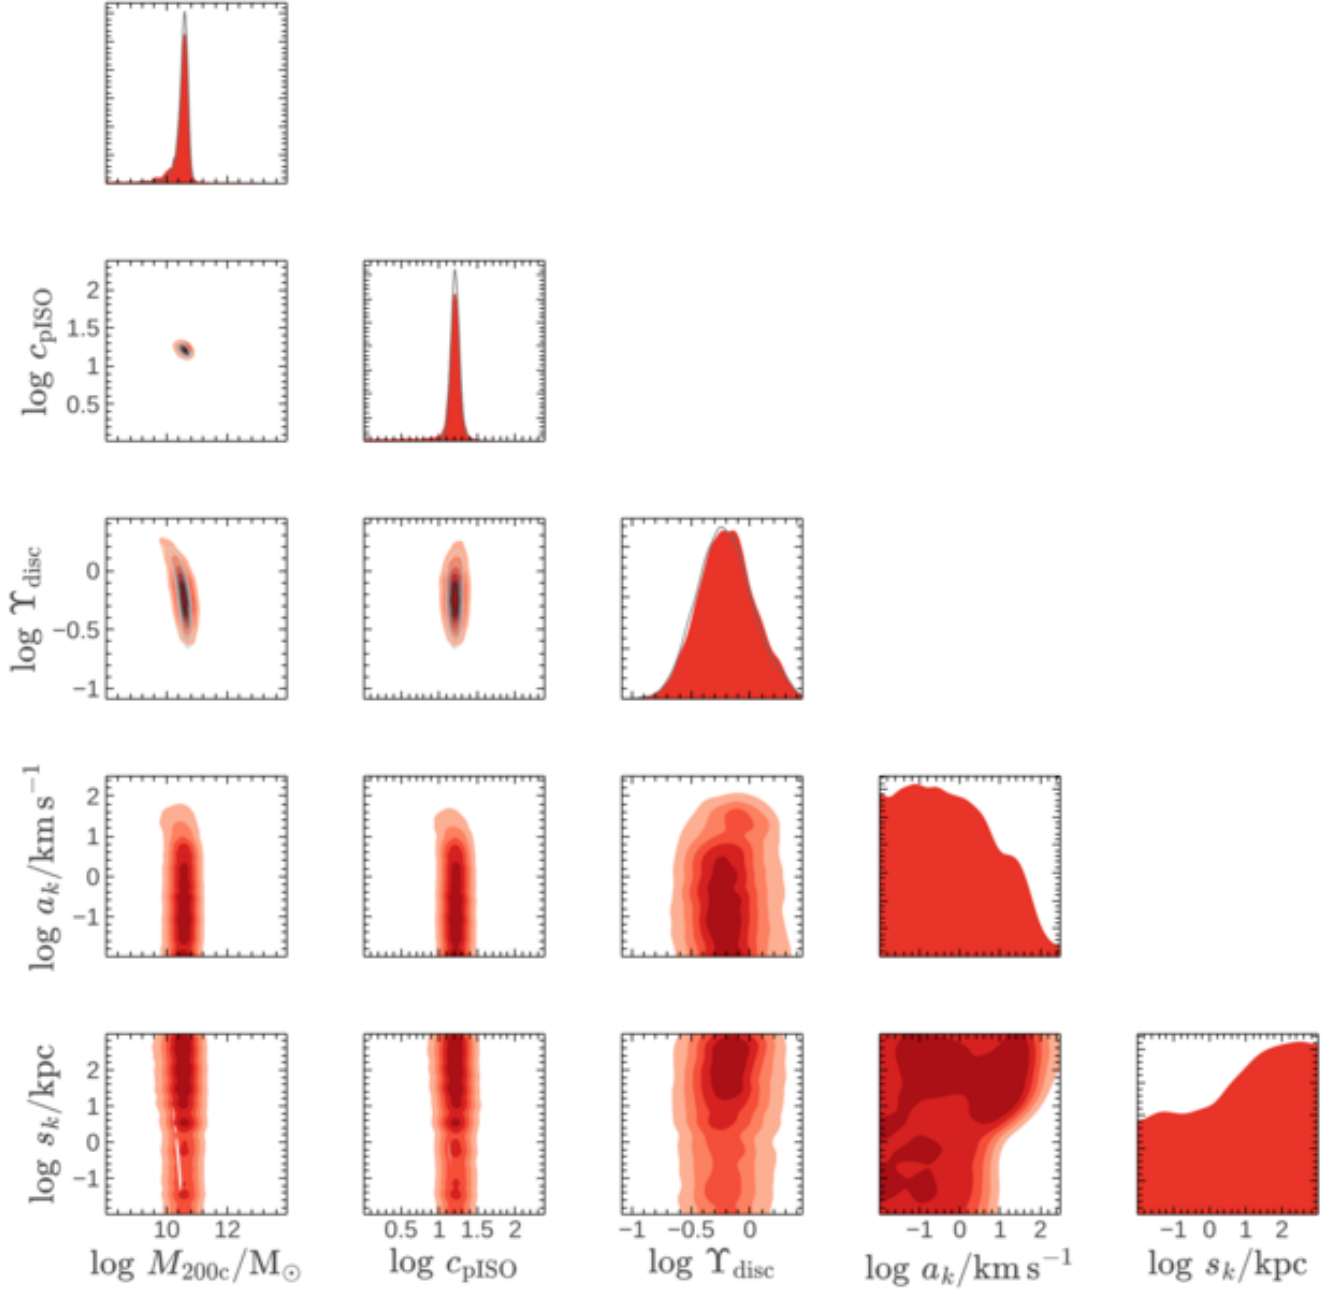 log c_pISO
2
1.5
1
0.5
log ϒ_disc
0
−0.5
−1
log a_k/km s⁻¹
2
1
0
−1
log s_k/kpc
2
1
0
−1
10 12
0.5 1 1.5 2
−1 −0.5 0
−1 0 1 2
−1 0 1 2
log M_200c/M_⊙
log c_pISO
log ϒ_disc
log a_k/km s⁻¹
log s_k/kpc